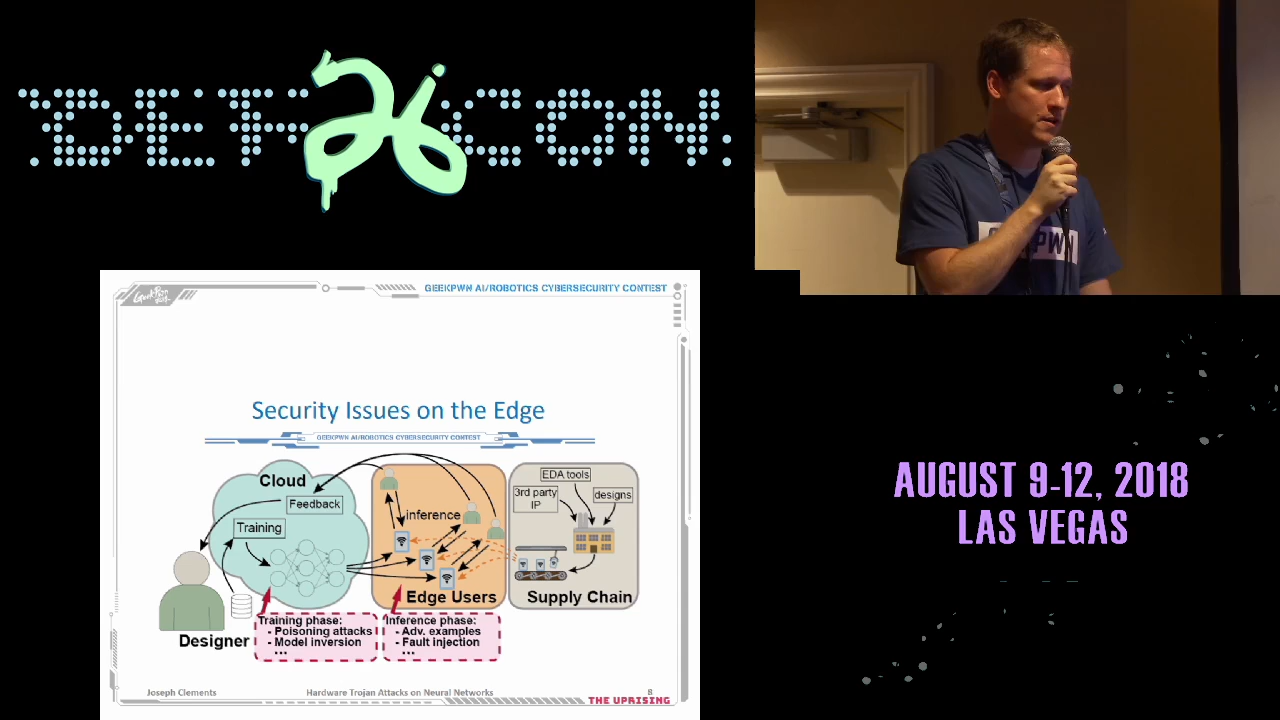 DEF 26 CON
GEEKPWN AI/ROBOTICS CYBERSECURITY CONTEST
Security Issues on the Edge
GEEKPWN AI/ROBOTICS CYBERSECURITY CONTEST
Cloud
Feedback
Training
inference
EDA tools
3rd party
IP
designs
Edge Users
Supply Chain
Designer
Training phase:
- Poisoning attacks
- Model inversion
...
Inference phase:
- Adv. examples
- Fault injection
...
Joseph Clements
Hardware Trojan Attacks on Neural Networks
8
THE UPRISING
AUGUST 9-12, 2018
LAS VEGAS